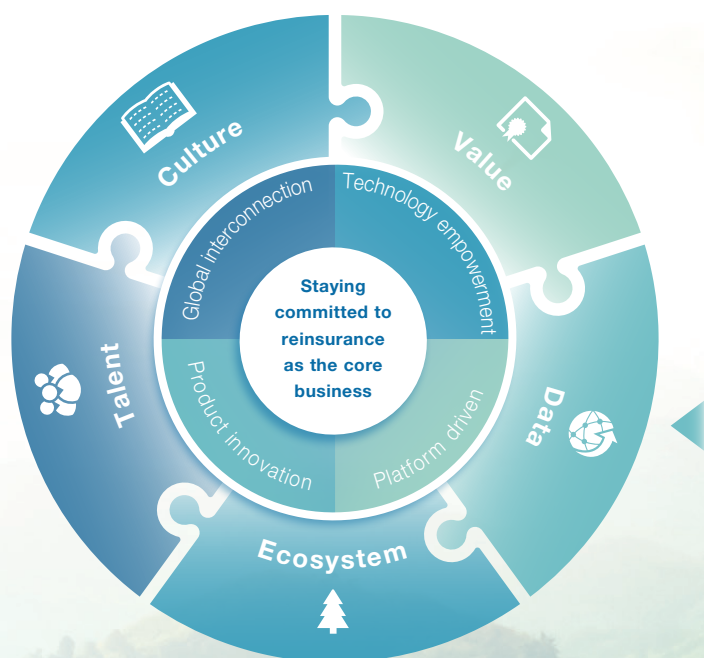 Culture
Value
Global interconnection
Technology empowerment
Staying
committed to
reinsurance
as the core
business
Talent
Data
Product innovation
Platform driven
Ecosystem